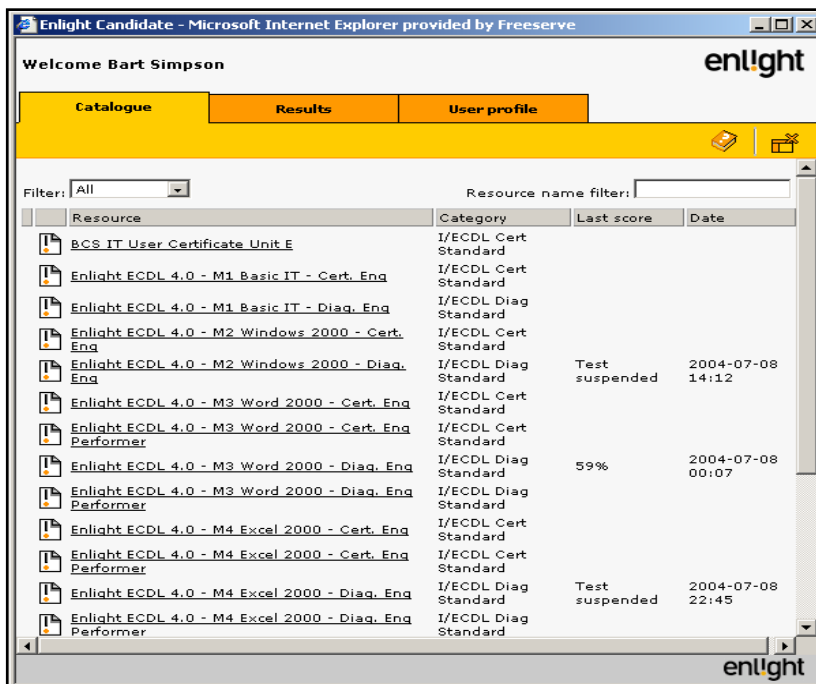 Enlight Candidate - Microsoft Internet Explorer provided by Freeserve
Welcome Bart Simpson
enl!ght
Catalogue Results User profile
Filter: All Resource name filter:
Resource Category Last score Date
BCS IT User Certificate Unit E I/ECDL Cert Standard
Enlight ECDL 4.0 - M1 Basic IT - Cert. Eng I/ECDL Cert Standard
Enlight ECDL 4.0 - M1 Basic IT - Diag. Eng I/ECDL Diag Standard
Enlight ECDL 4.0 - M2 Windows 2000 - Cert. Eng I/ECDL Cert Standard
Enlight ECDL 4.0 - M2 Windows 2000 - Diag. Eng I/ECDL Diag Standard Test suspended 2004-07-08 14:12
Enlight ECDL 4.0 - M3 Word 2000 - Cert. Eng I/ECDL Cert Standard
Enlight ECDL 4.0 - M3 Word 2000 - Cert. Eng Performer I/ECDL Cert Standard
Enlight ECDL 4.0 - M3 Word 2000 - Diag. Eng I/ECDL Diag Standard 59% 2004-07-08 00:07
Enlight ECDL 4.0 - M3 Word 2000 - Diag. Eng Performer I/ECDL Diag Standard
Enlight ECDL 4.0 - M4 Excel 2000 - Cert. Eng I/ECDL Cert Standard
Enlight ECDL 4.0 - M4 Excel 2000 - Cert. Eng Performer I/ECDL Cert Standard
Enlight ECDL 4.0 - M4 Excel 2000 - Diag. Eng I/ECDL Diag Standard Test suspended 2004-07-08 22:45
Enlight ECDL 4.0 - M4 Excel 2000 - Diag. Eng Performer I/ECDL Diag Standard
enl!ght